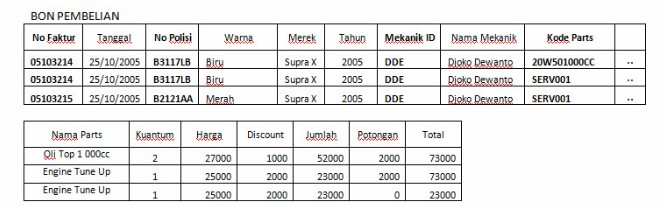 BON PEMBELIAN
No Faktur Tanggal No Polisi Warna Merek Tahun Mekanik ID Nama Mekanik Kode Parts
05103214 25/10/2005 B3117LB Biru Supra X 2005 DDE Djoko Dewanto 20W501000CC ..
05103214 25/10/2005 B3117LB Biru Supra X 2005 DDE Djoko Dewanto SERV001 ..
05103215 25/10/2005 B2121AA Merah Supra X 2005 DDE Djoko Dewanto SERV001 ..
Nama Parts Kuantum Harga Discount Jumlah Potongan Total
Oli Top 1 000cc 2 27000 1000 52000 2000 73000
Engine Tune Up 1 25000 2000 23000 2000 73000
Engine Tune Up 1 25000 2000 23000 0 23000